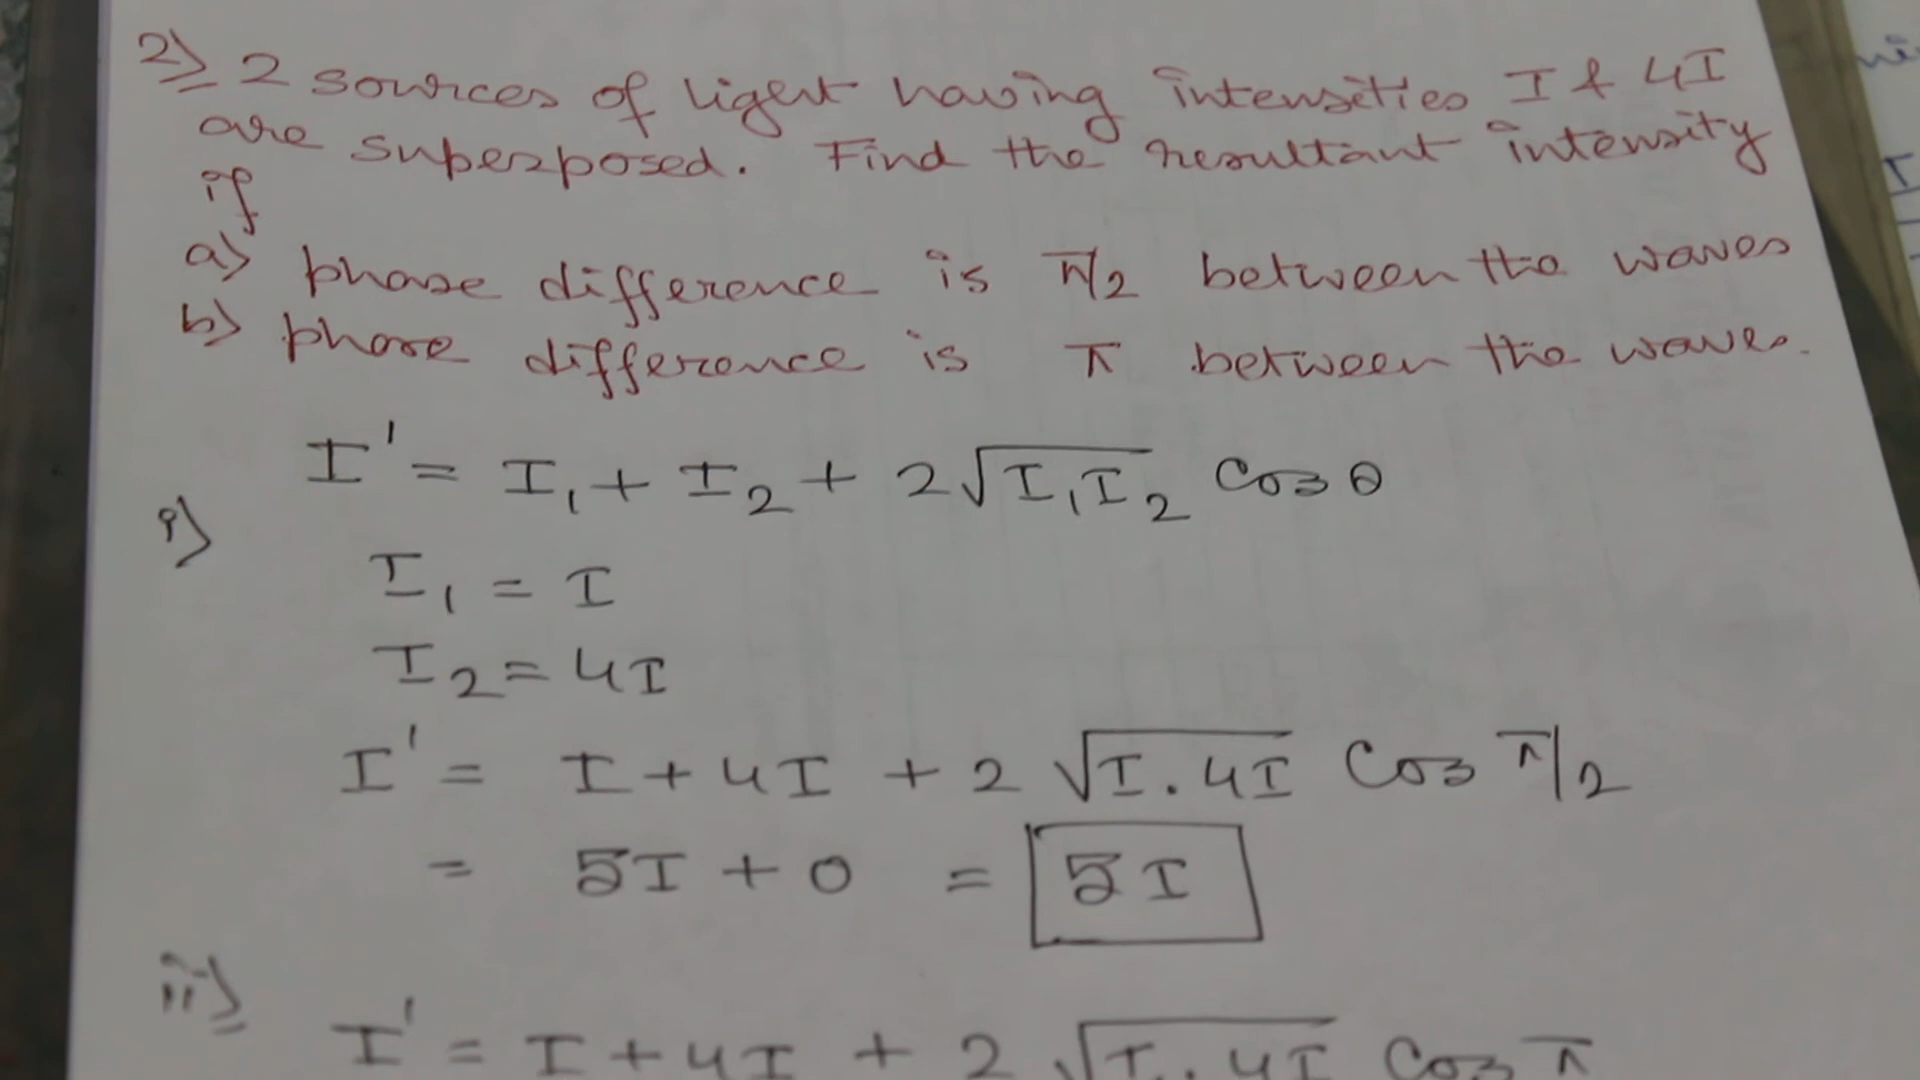 2) 2 sources of light having intensities I & 4I
are superposed. Find the resultant intensity
if
a) phase difference is π/2 between the waves
b) phase difference is π between the waves.
I' = I₁ + I₂ + 2√I₁I₂ Cos θ
i)
I₁ = I
I₂ = 4I
I' = I + 4I + 2 √I.4I Cos π/2
= 5I + 0 = 5I
ii)
I' = I + 4I + 2 √I.4I Cos π